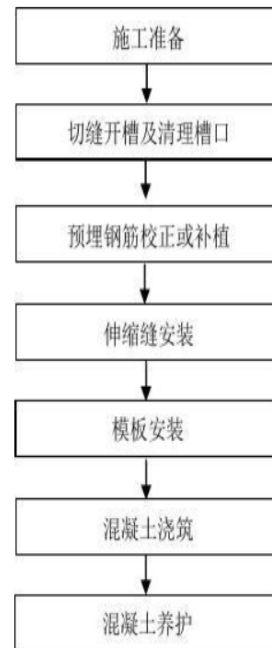 施工准备
切缝开槽及清理槽口
预埋钢筋校正或补植
伸缩缝安装
模板安装
混凝土浇筑
混凝土养护